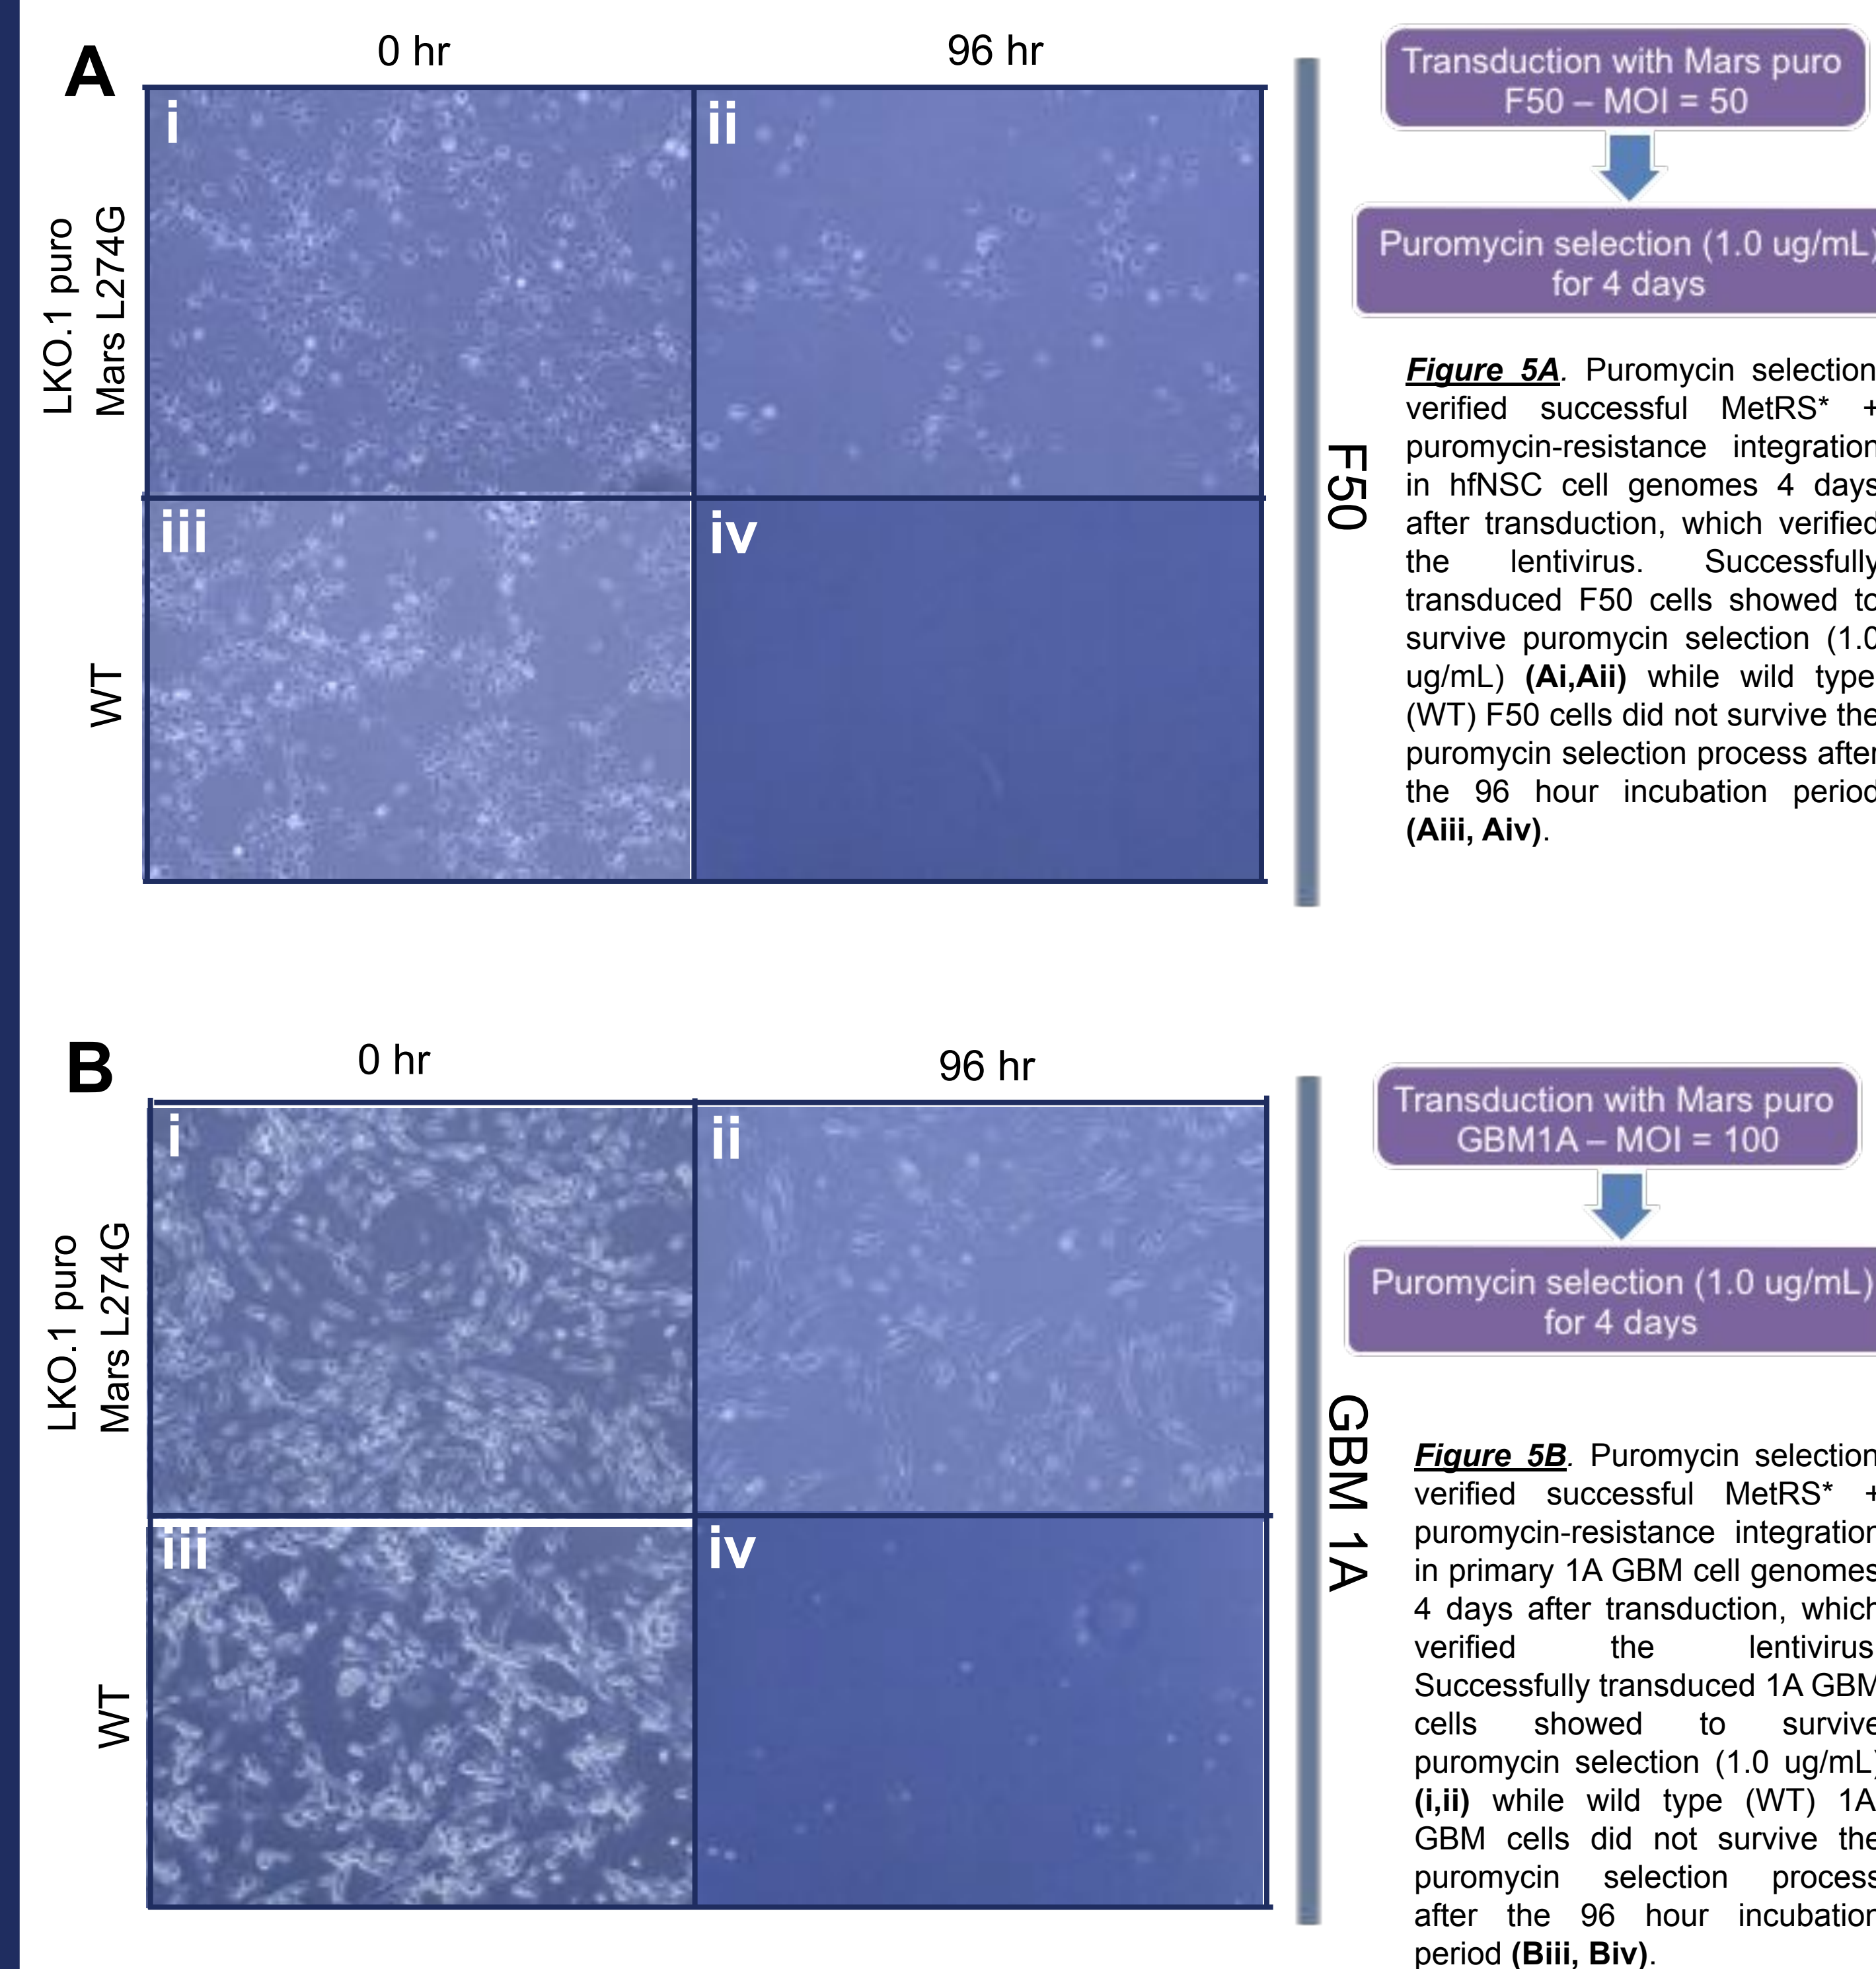 A
0 hr
96 hr
i
ii
iii
iv
LKO.1 puro
Mars L274G
WT
F50
Transduction with Mars puro
F50 – MOI = 50
Puromycin selection (1.0 ug/mL)
for 4 days
Figure 5A. Puromycin selection
verified successful MetRS* +
puromycin-resistance integration
in hfNSC cell genomes 4 days
after transduction, which verified
the lentivirus. Successfully
transduced F50 cells showed to
survive puromycin selection (1.0
ug/mL) (Ai,Aii) while wild type
(WT) F50 cells did not survive the
puromycin selection process after
the 96 hour incubation period
(Aiii, Aiv).
B
0 hr
96 hr
i
ii
iii
iv
LKO.1 puro
Mars L274G
WT
GBM 1A
Transduction with Mars puro
GBM1A – MOI = 100
Puromycin selection (1.0 ug/mL)
for 4 days
Figure 5B. Puromycin selection
verified successful MetRS* +
puromycin-resistance integration
in primary 1A GBM cell genomes
4 days after transduction, which
verified the lentivirus.
Successfully transduced 1A GBM
cells showed to survive
puromycin selection (1.0 ug/mL)
(i,ii) while wild type (WT) 1A
GBM cells did not survive the
puromycin selection process
after the 96 hour incubation
period (Biii, Biv).